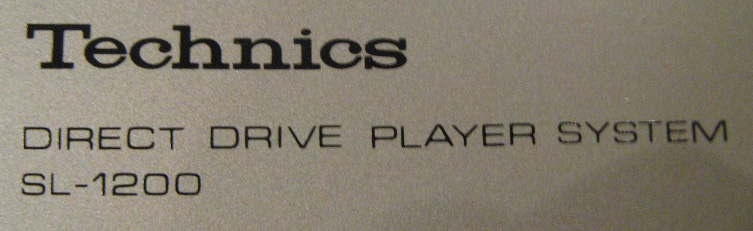 Technics
DIRECT DRIVE PLAYER SYSTEM
SL-1200